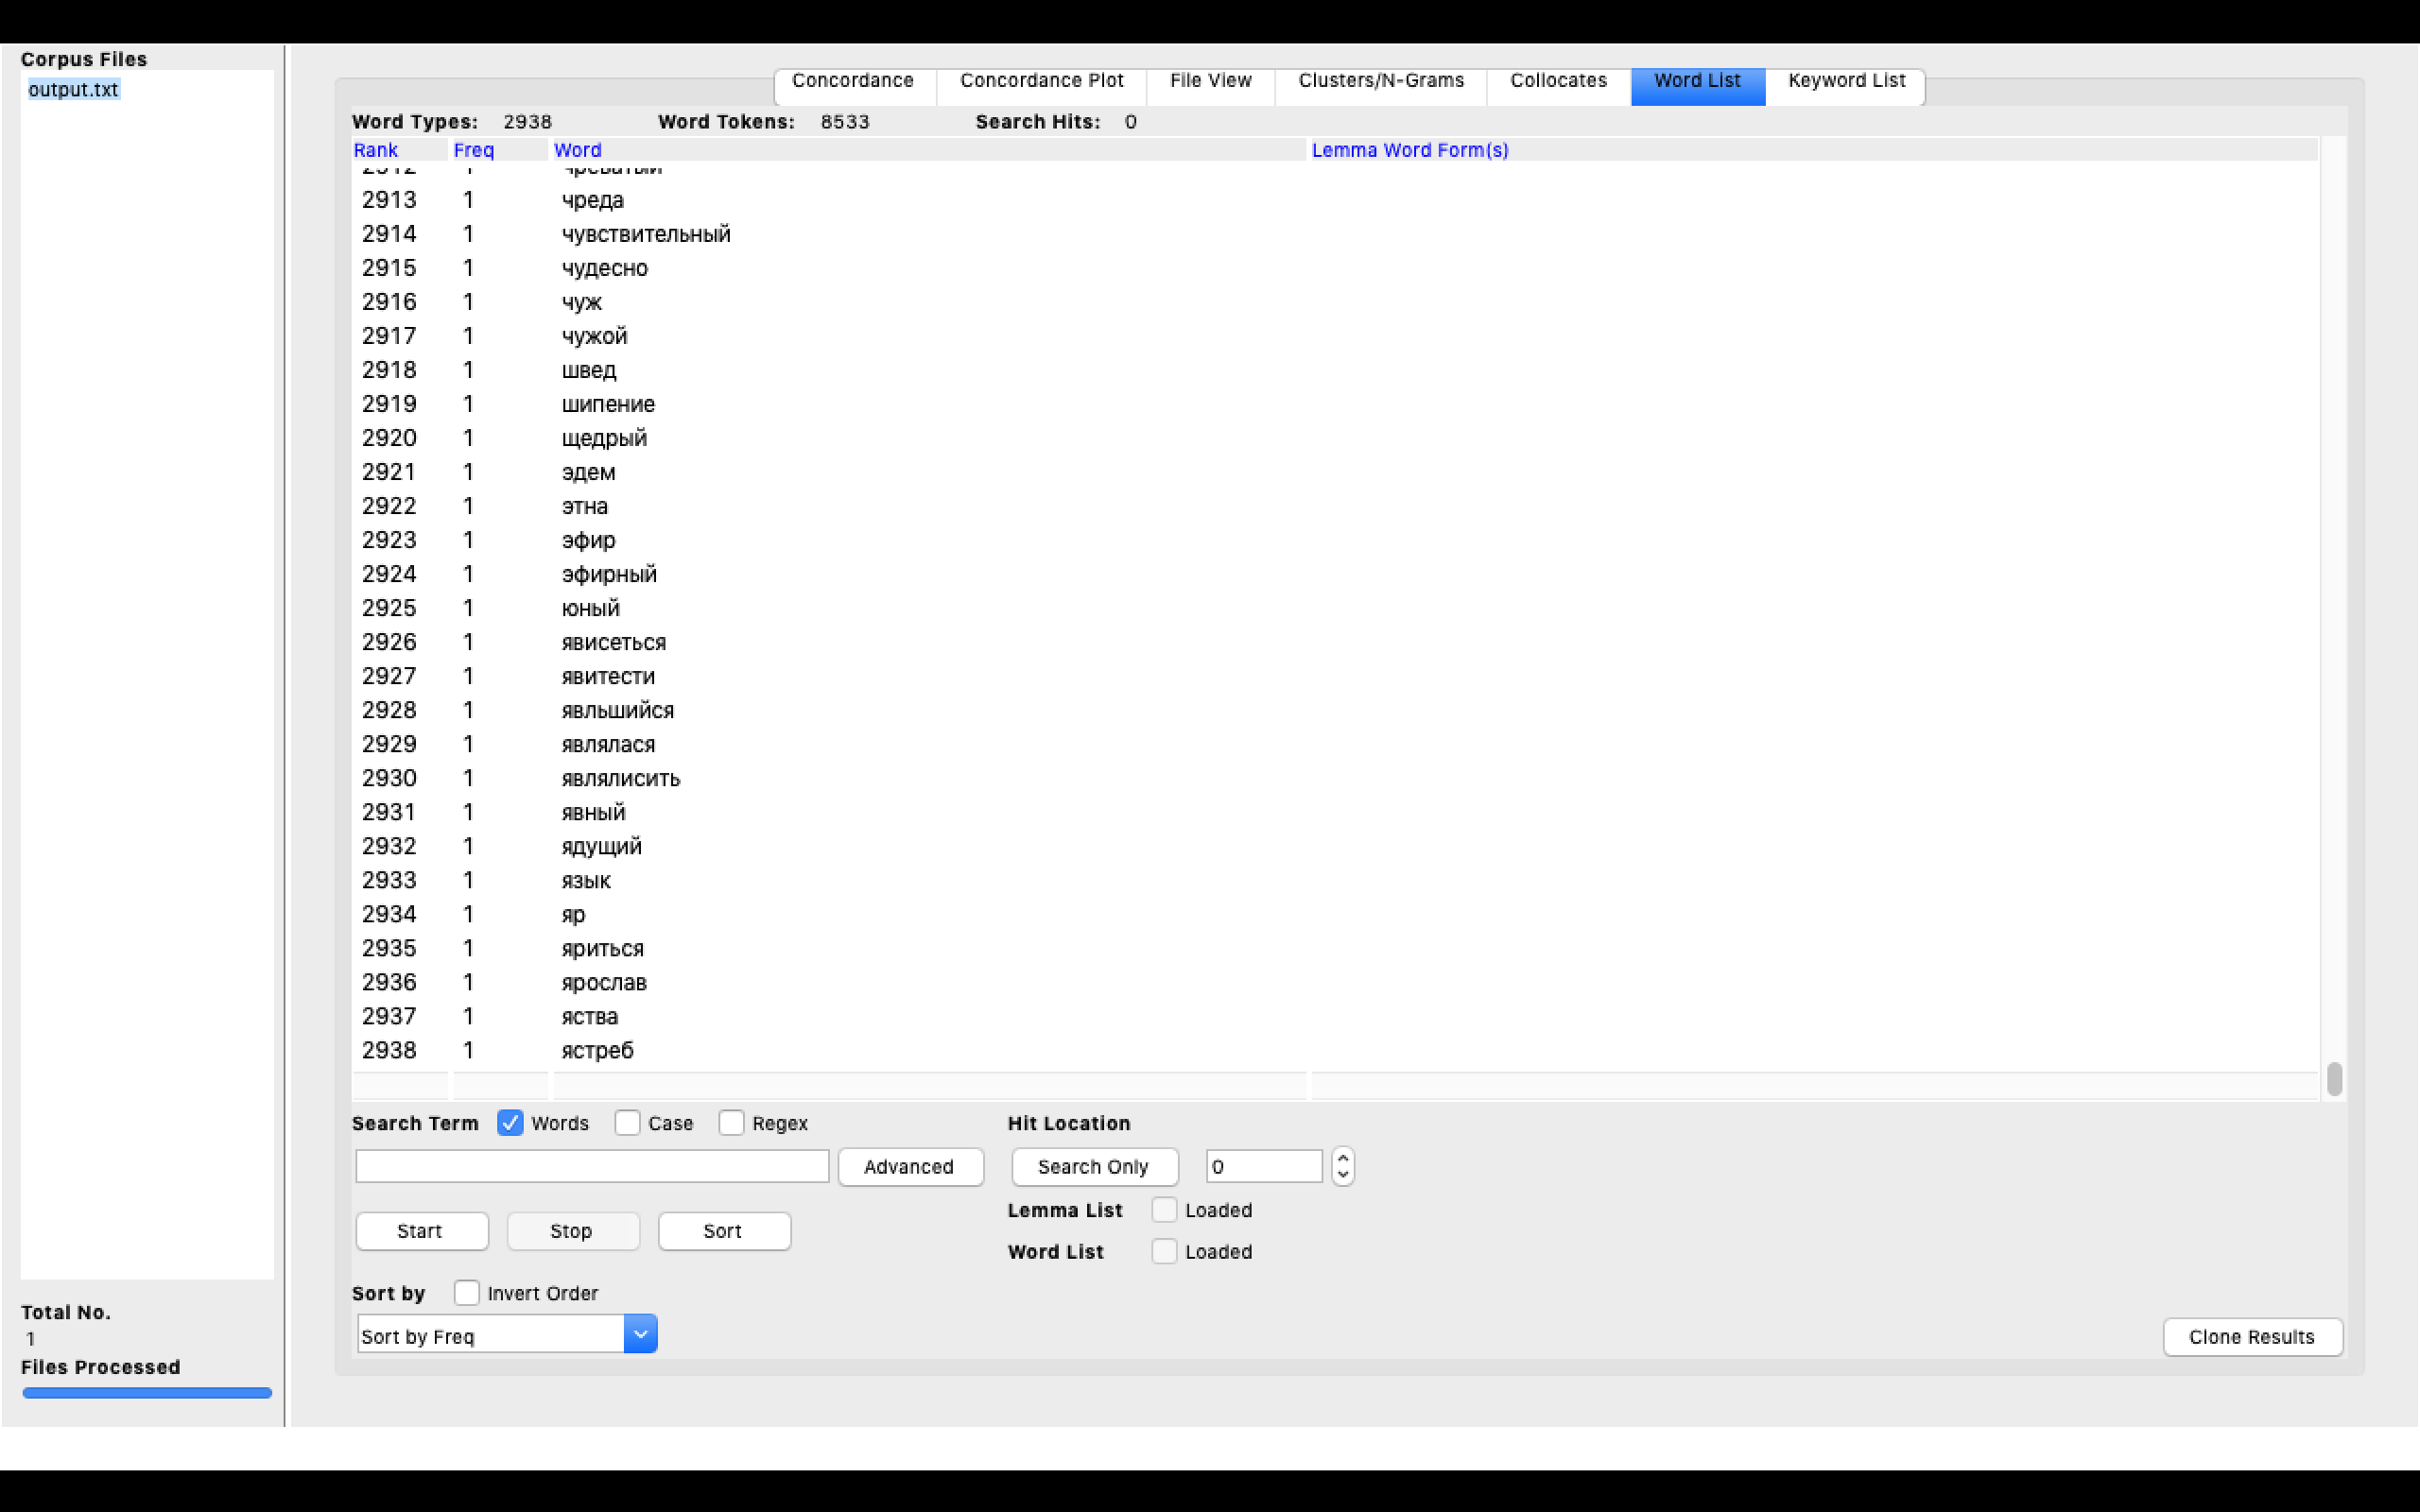 Corpus Files
output.txt
Concordance Concordance Plot File View Clusters/N-Grams Collocates Word List Keyword List
Word Types: 2938 Word Tokens: 8533 Search Hits: 0
Rank Freq Word Lemma Word Form(s)
2912 1 чреватый
2913 1 чреда
2914 1 чувствительный
2915 1 чудесно
2916 1 чуж
2917 1 чужой
2918 1 швед
2919 1 шипение
2920 1 щедрый
2921 1 эдем
2922 1 этна
2923 1 эфир
2924 1 эфирный
2925 1 юный
2926 1 явисеться
2927 1 явитести
2928 1 явльшийся
2929 1 являлася
2930 1 являлисить
2931 1 явный
2932 1 ядущий
2933 1 язык
2934 1 яр
2935 1 яриться
2936 1 ярослав
2937 1 яства
2938 1 ястреб
Search Term Words Case Regex Hit Location
Advanced Search Only 0
Lemma List Loaded
Start Stop Sort
Word List Loaded
Sort by Invert Order
Sort by Freq
Clone Results
Total No.
1
Files Processed